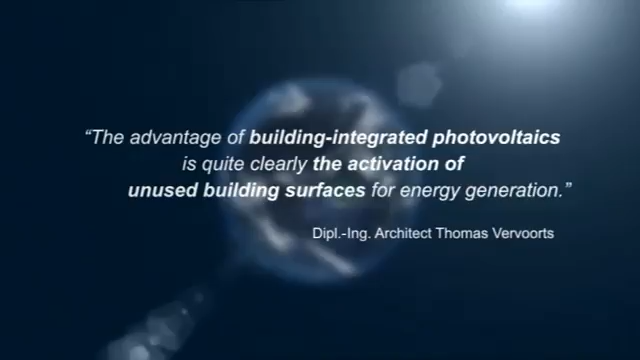 “The advantage of building-integrated photovoltaics
is quite clearly the activation of
unused building surfaces for energy generation.”
Dipl.-Ing. Architect Thomas Vervoorts